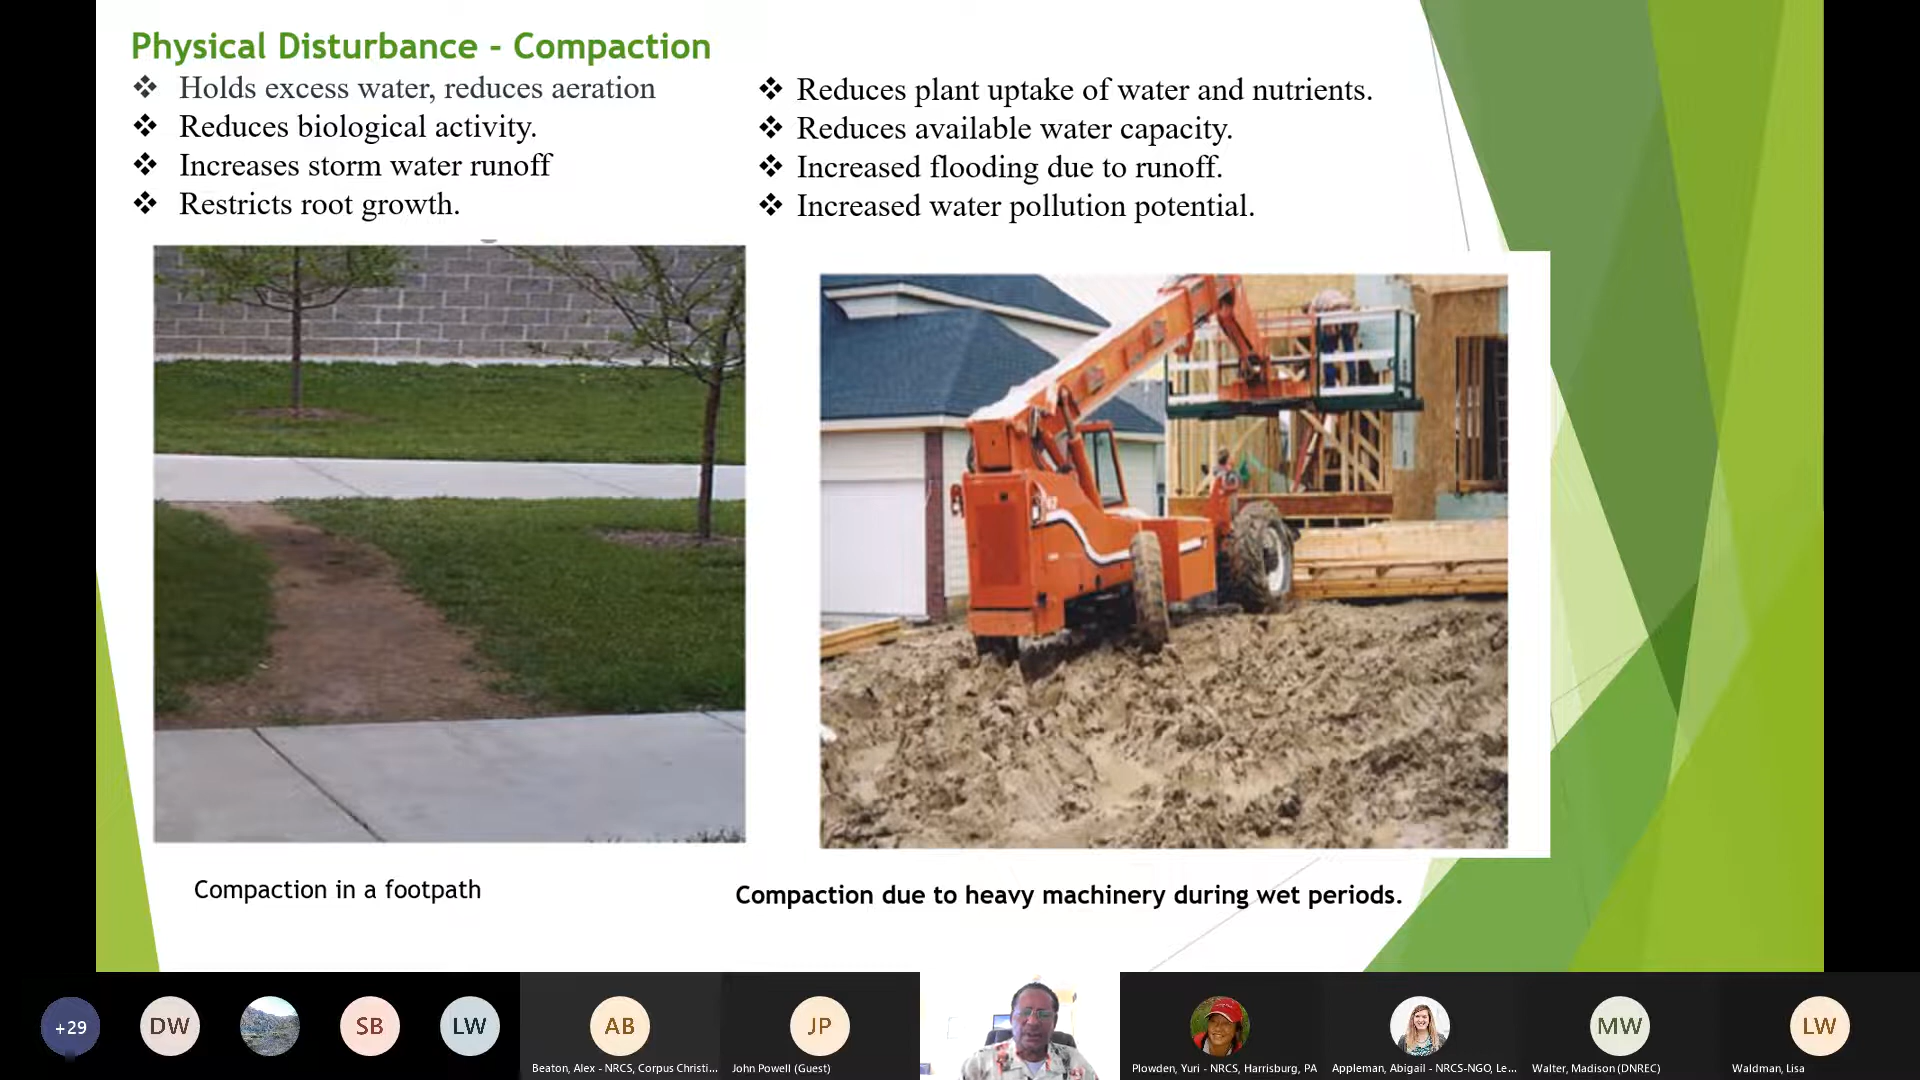 Physical Disturbance - Compaction
Holds excess water, reduces aeration
Reduces biological activity.
Increases storm water runoff
Restricts root growth.
Reduces plant uptake of water and nutrients.
Reduces available water capacity.
Increased flooding due to runoff.
Increased water pollution potential.
Compaction in a footpath
Compaction due to heavy machinery during wet periods.
+29
DW
SB
LW
AB
JP
MW
LW
Beaton, Alex - NRCS, Corpus Christi...
John Powell (Guest)
Plowden, Yuri - NRCS, Harrisburg, PA
Appleman, Abigail - NRCS-NGO, Le...
Walter, Madison (DNREC)
Waldman, Lisa